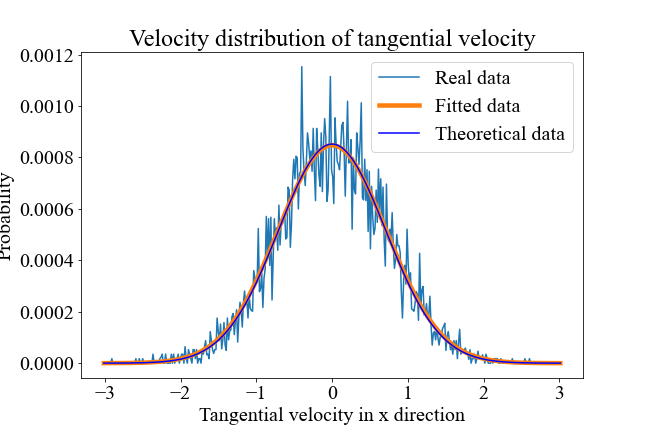 Velocity distribution of tangential velocity
0.0012
0.0010
0.0008
0.0006
0.0004
0.0002
0.0000
Probability
Real data
Fitted data
Theoretical data
−3 −2 −1 0 1 2 3
Tangential velocity in x direction